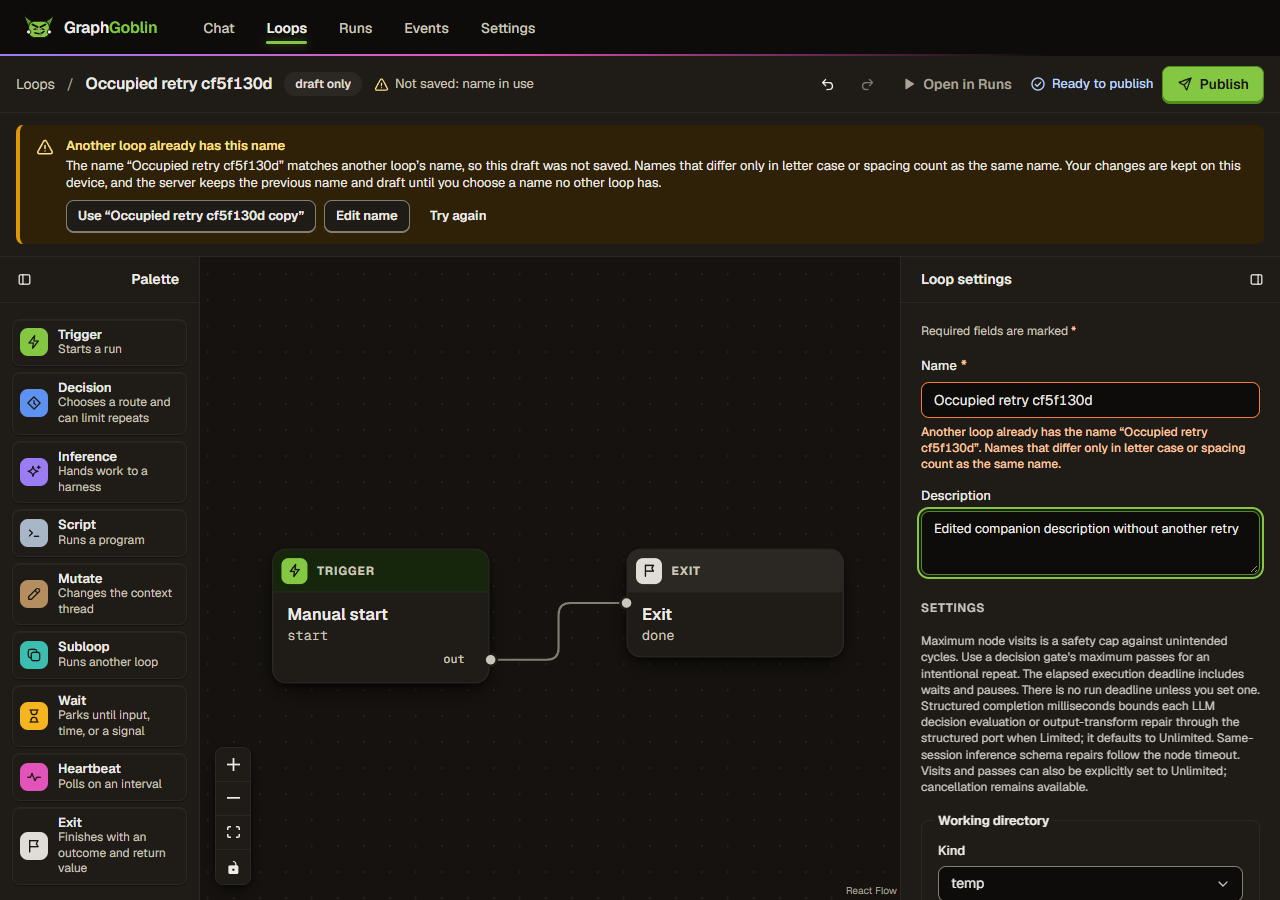 GraphGoblin
Chat
Loops
Runs
Events
Settings
Loops / Occupied retry cf5f130d
draft only
Not saved: name in use
Open in Runs
Ready to publish
Publish
Another loop already has this name
The name “Occupied retry cf5f130d” matches another loop’s name, so this draft was not saved. Names that differ only in letter case or spacing count as the same name. Your changes are kept on this
device, and the server keeps the previous name and draft until you choose a name no other loop has.
Use “Occupied retry cf5f130d copy”
Edit name
Try again
Palette
Trigger
Starts a run
Decision
Chooses a route and
can limit repeats
Inference
Hands work to a
harness
Script
Runs a program
Mutate
Changes the context
thread
Subloop
Runs another loop
Wait
Parks until input,
time, or a signal
Heartbeat
Polls on an interval
Exit
Finishes with an
outcome and return
value
TRIGGER
Manual start
start
out
EXIT
Exit
done
React Flow
Loop settings
Required fields are marked *
Name *
Occupied retry cf5f130d
Another loop already has the name “Occupied retry
cf5f130d”. Names that differ only in letter case or spacing
count as the same name.
Description
Edited companion description without another retry
SETTINGS
Maximum node visits is a safety cap against unintended
cycles. Use a decision gate's maximum passes for an
intentional repeat. The elapsed execution deadline includes
waits and pauses. There is no run deadline unless you set one.
Structured completion milliseconds bounds each LLM
decision evaluation or output-transform repair through the
structured port when Limited; it defaults to Unlimited. Same-
session inference schema repairs follow the node timeout.
Visits and passes can also be explicitly set to Unlimited;
cancellation remains available.
Working directory
Kind
temp